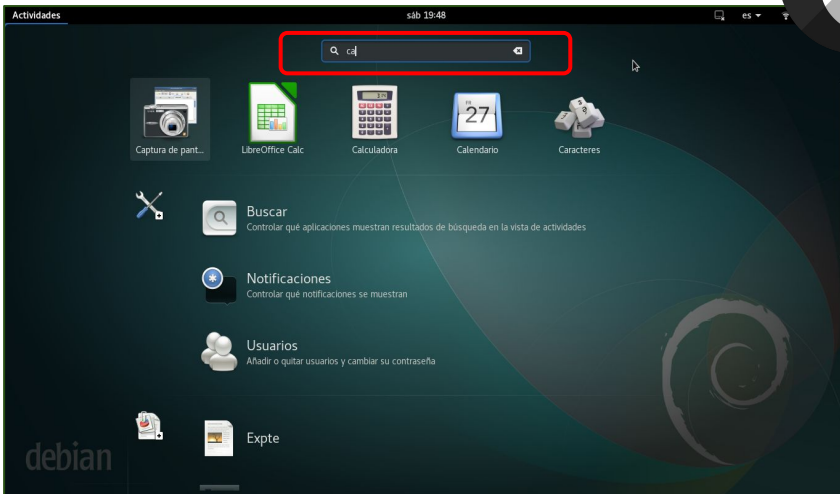 Actividades sáb 19:48 es
ca
Captura de pant... LibreOffice Calc Calculadora Calendario Caracteres
27
Buscar
Controlar qué aplicaciones muestran resultados de búsqueda en la vista de actividades
Notificaciones
Controlar qué notificaciones se muestran
Usuarios
Añadir o quitar usuarios y cambiar su contraseña
Expte
debian